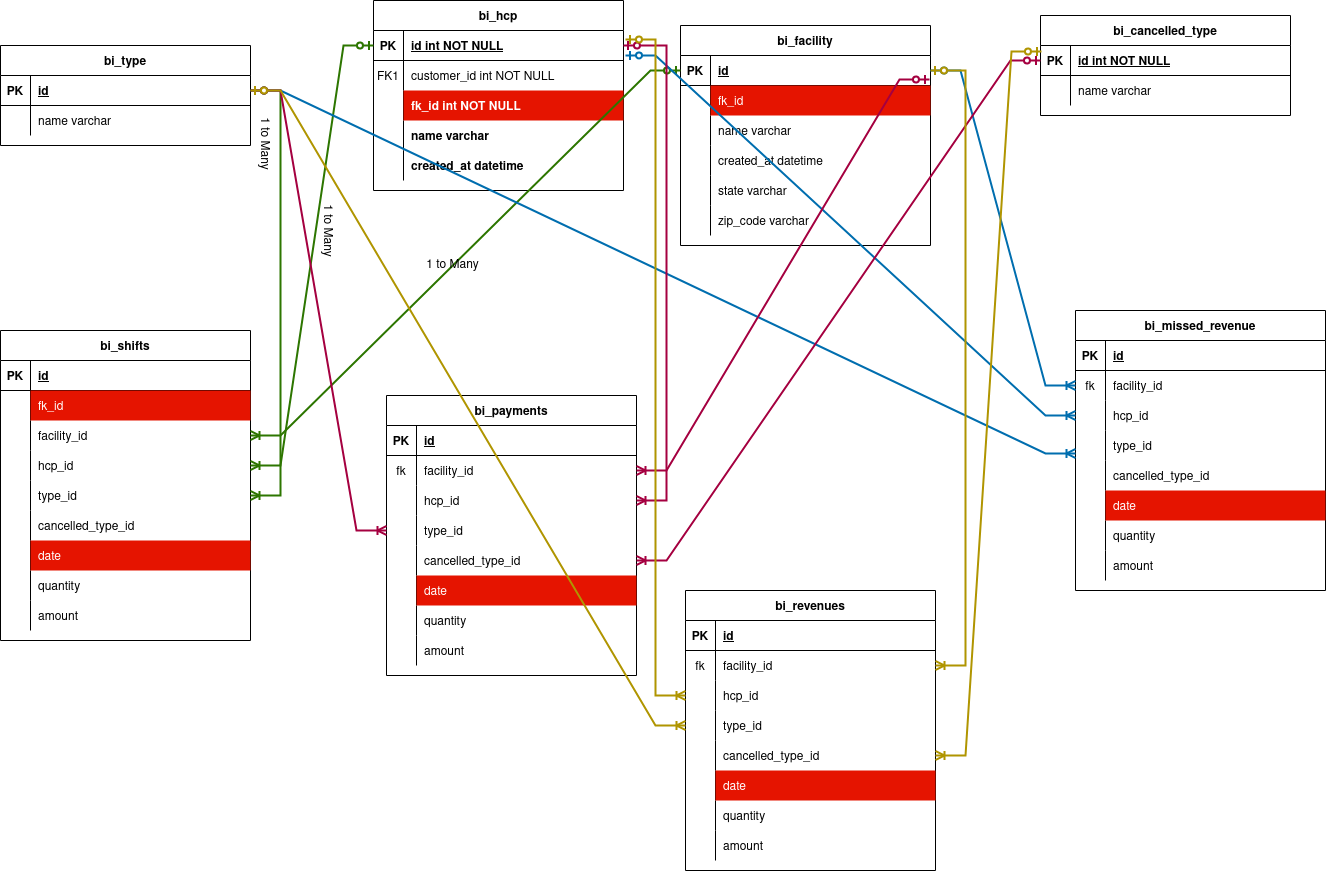 bi_type
PK id
name varchar
bi_hcp
PK id int NOT NULL
FK1 customer_id int NOT NULL
fk_id int NOT NULL
name varchar
created_at datetime
bi_facility
PK id
fk_id
name varchar
created_at datetime
state varchar
zip_code varchar
bi_cancelled_type
PK id int NOT NULL
name varchar
1 to Many
1 to Many
1 to Many
bi_shifts
PK id
fk_id
facility_id
hcp_id
type_id
cancelled_type_id
date
quantity
amount
bi_payments
PK id
fk facility_id
hcp_id
type_id
cancelled_type_id
date
quantity
amount
bi_revenues
PK id
fk facility_id
hcp_id
type_id
cancelled_type_id
date
quantity
amount
bi_missed_revenue
PK id
fk facility_id
hcp_id
type_id
cancelled_type_id
date
quantity
amount